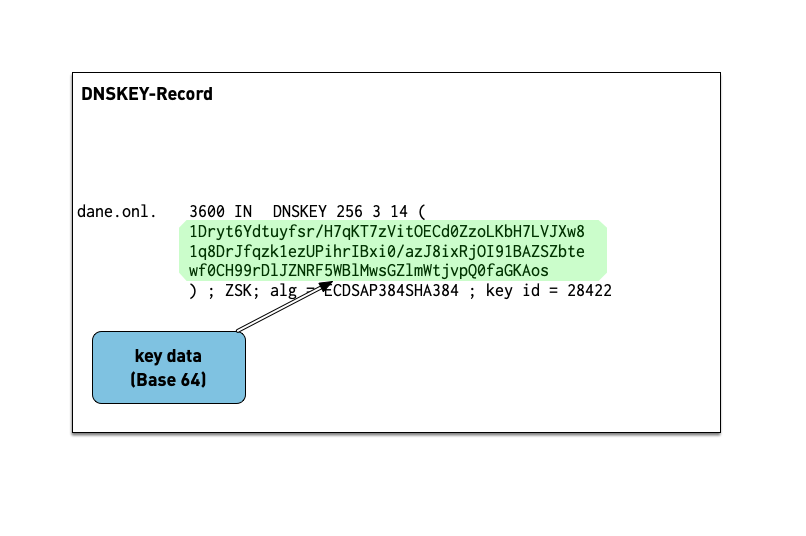 DNSKEY-Record
dane.onl. 3600 IN DNSKEY 256 3 14 (
1Dryt6Ydtuyfsr/H7qKT7zVitOECd0ZzoLKbH7LVJXw8
1q8DrJfqzk1ezUPihrIBxi0/azJ8ixRjOI91BAZSZbte
wf0CH99rDlJZNRF5WBlMwsGZlmWtjvpQ0faGKAos
) ; ZSK; alg = ECDSAP384SHA384 ; key id = 28422
key data
(Base 64)